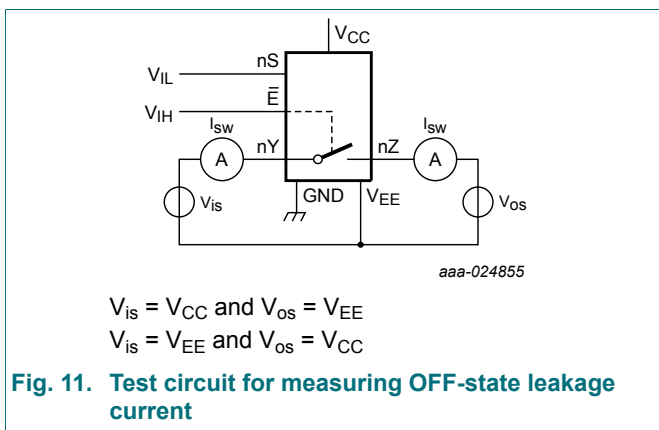 VCC
nS
VIL
E̅
VIH
Isw
Isw
nY
nZ
A
A
GND
VEE
Vis
Vos
aaa-024855
Vis = VCC and Vos = VEE
Vis = VEE and Vos = VCC
Fig. 11. Test circuit for measuring OFF-state leakage
current